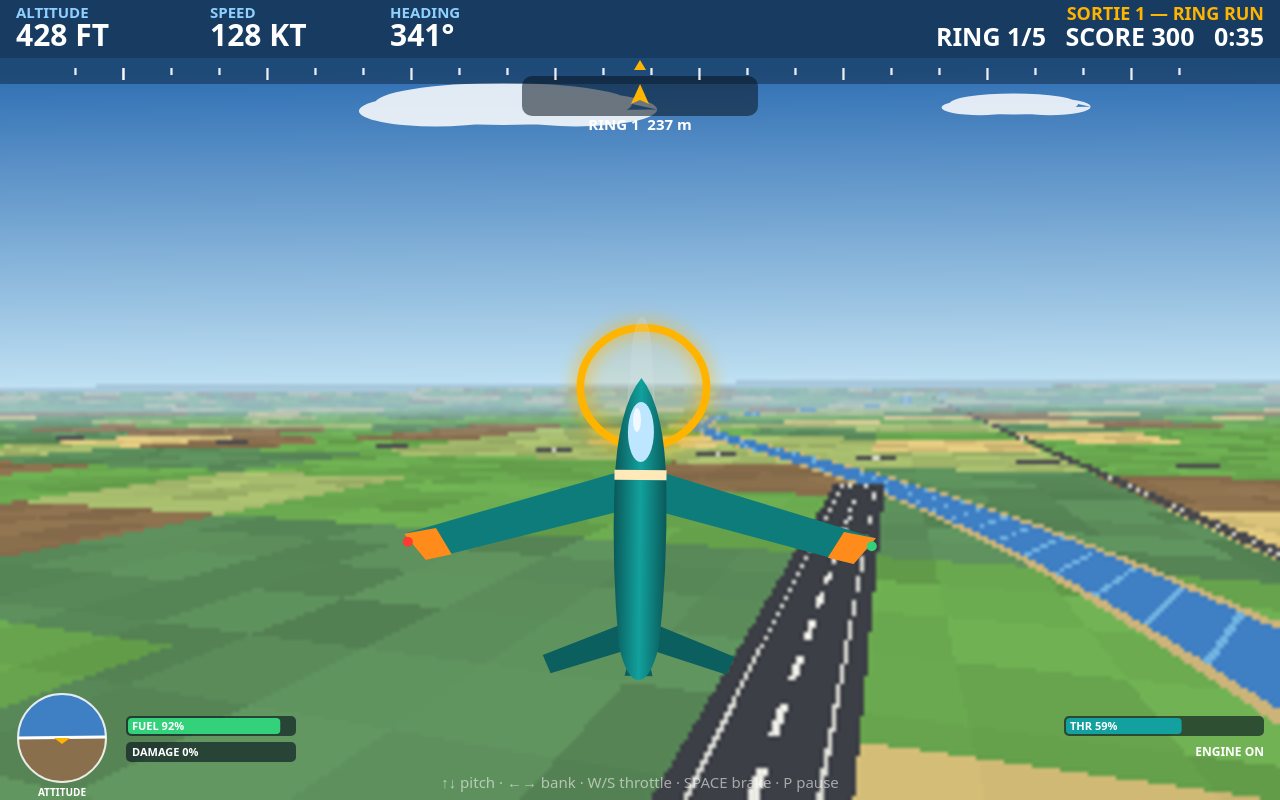 ALTITUDE
428 FT
SPEED
128 KT
HEADING
341°
SORTIE 1 — RING RUN
RING 1/5 SCORE 300 0:35
RING 1 237 m
FUEL 92%
DAMAGE 0%
ATTITUDE
THR 59%
ENGINE ON
↑↓ pitch · ←→ bank · W/S throttle · SPACE brake · P pause